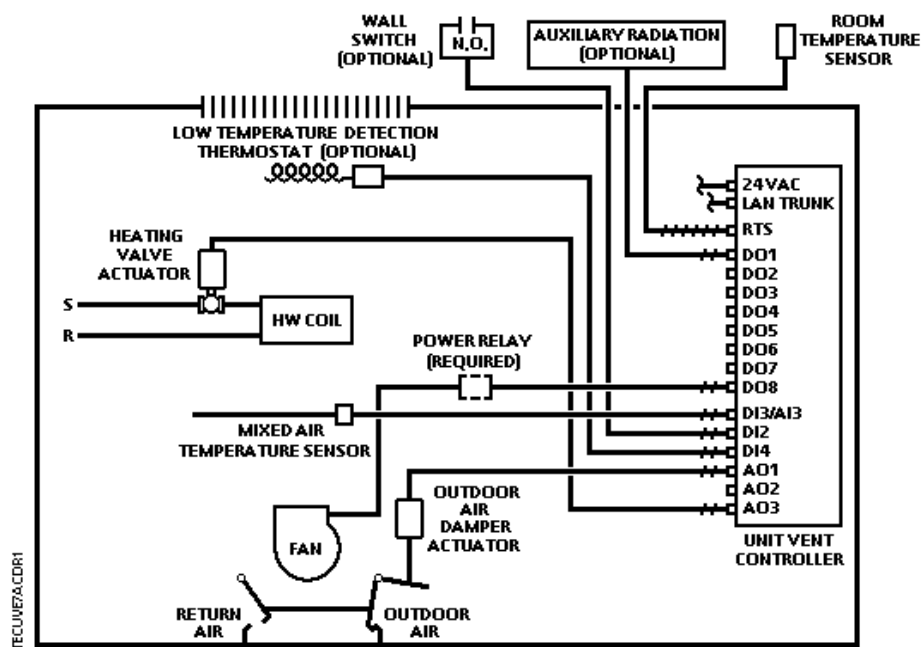 WALL
SWITCH
(OPTIONAL)
N.O.
AUXILIARY RADIATION
(OPTIONAL)
ROOM
TEMPERATURE
SENSOR
LOW TEMPERATURE DETECTION
THERMOSTAT (OPTIONAL)
24 VAC
LAN TRUNK
RTS
DO1
DO2
DO3
DO4
DO5
DO6
DO7
DO8
DI3/AI3
DI2
DI4
AO1
AO2
AO3
UNIT VENT
CONTROLLER
HEATING
VALVE
ACTUATOR
S
R
HW COIL
POWER RELAY
(REQUIRED)
MIXED AIR
TEMPERATURE SENSOR
OUTDOOR
AIR
DAMPER
ACTUATOR
FAN
RETURN
AIR
OUTDOOR
AIR
TECUVE7ACDR1